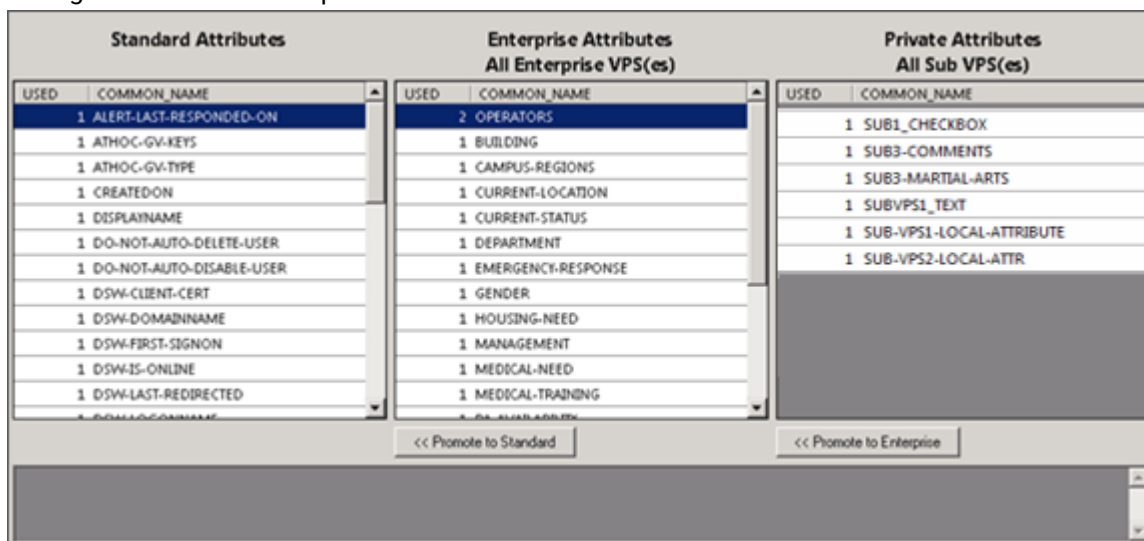 Standard Attributes
USED COMMON_NAME
1 ALERT-LAST-RESPONDED-ON
1 ATHOC-GV-KEYS
1 ATHOC-GV-TYPE
1 CREATEDON
1 DISPLAYNAME
1 DO-NOT-AUTO-DELETE-USER
1 DO-NOT-AUTO-DISABLE-USER
1 DSW-CLIENT-CERT
1 DSW-DOMAINNAME
1 DSW-FIRST-SIGNON
1 DSW-IS-ONLINE
1 DSW-LAST-REDIRECTED
Enterprise Attributes
All Enterprise VPS(es)
USED COMMON_NAME
2 OPERATORS
1 BUILDING
1 CAMPUS-REGIONS
1 CURRENT-LOCATION
1 CURRENT-STATUS
1 DEPARTMENT
1 EMERGENCY-RESPONSE
1 GENDER
1 HOUSING-NEED
1 MANAGEMENT
1 MEDICAL-NEED
1 MEDICAL-TRAINING
<< Promote to Standard
Private Attributes
All Sub VPS(es)
USED COMMON_NAME
1 SUB1_CHECKBOX
1 SUB3-COMMENTS
1 SUB3-MARTIAL-ARTS
1 SUBVPS1_TEXT
1 SUB-VPS1-LOCAL-ATTRIBUTE
1 SUB-VPS2-LOCAL-ATTR
<< Promote to Enterprise